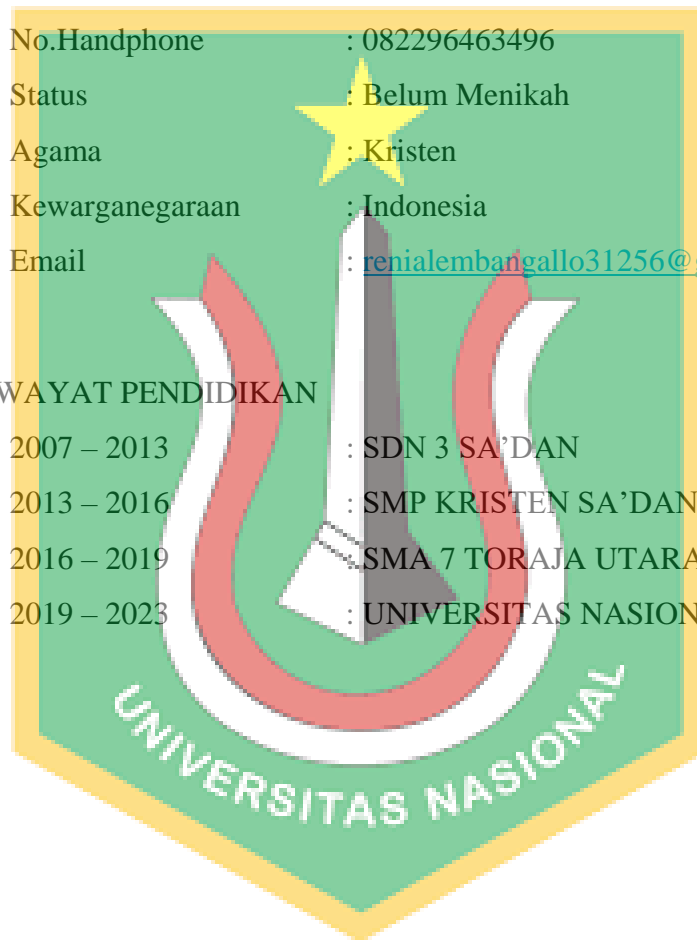 No.Handphone : 082296463496
Status : Belum Menikah
Agama : Kristen
Kewarganegaraan : Indonesia
Email : renialembangallo31256@g
WAYAT PENDIDIKAN
2007 – 2013 : SDN 3 SA’DAN
2013 – 2016 : SMP KRISTEN SA’DAN
2016 – 2019 : SMA 7 TORAJA UTARA
2019 – 2023 : UNIVERSITAS NASION
UNIVERSITAS NASIONAL